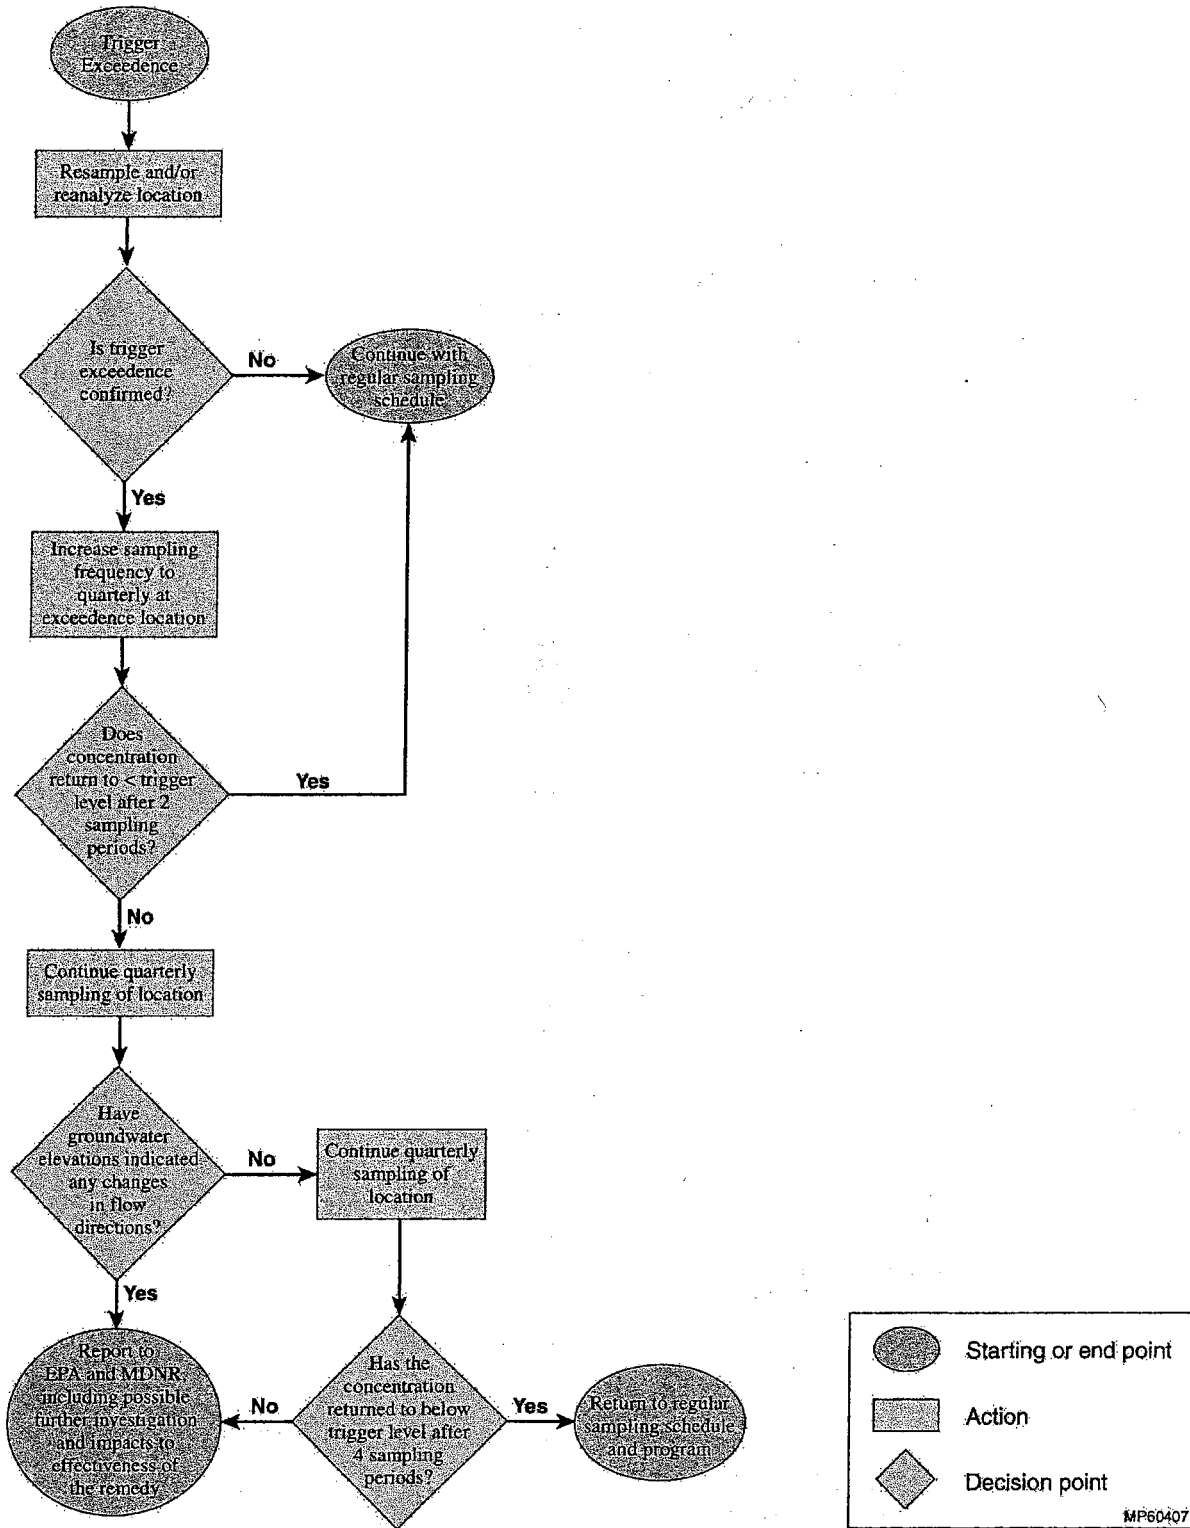 Trigger
Exceedence
Resample and/or
reanalyze location
Is trigger
exceedence
confirmed?
No
Continue with
regular sampling
schedule
Yes
Increase sampling
frequency to
quarterly at
exceedence location
Does
concentration
return to < trigger
level after 2
sampling
periods?
Yes
No
Continue quarterly
sampling of location
Have
groundwater
elevations indicated
any changes
in flow
directions?
No
Continue quarterly
sampling of
location
Yes
Report to
EPA and MDNR,
including possible
further investigation
and impacts to
effectiveness of
the remedy
No
Has the
concentration
returned to below
trigger level after
4 sampling
periods?
Yes
Return to regular
sampling schedule
and program
Starting or end point
Action
Decision point
MP60407